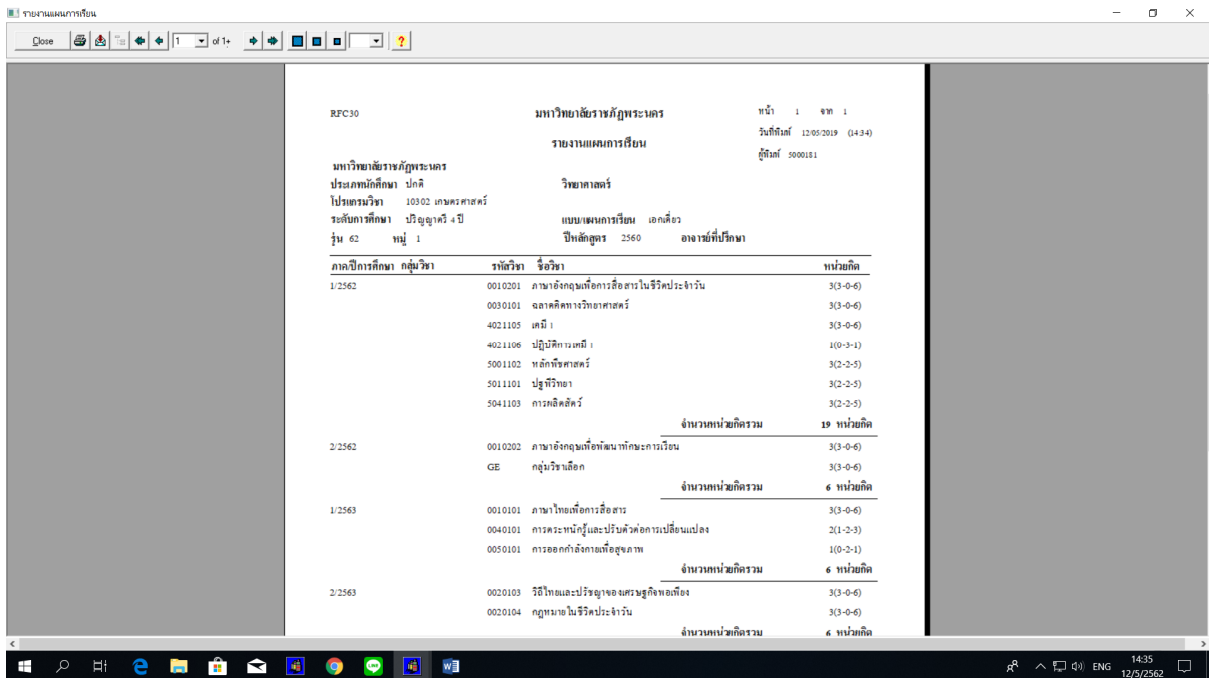 รายงานแผนการเรียน
Close 1 of 1+ ?
RFC30 มหาวิทยาลัยราชภัฏพระนคร หน้า 1 จาก 1
วันที่พิมพ์ 12/05/2019 (14:34)
รายงานแผนการเรียน
ผู้พิมพ์ 5000181
มหาวิทยาลัยราชภัฏพระนคร
ประเภทนักศึกษา ปกติ วิทยาศาสตร์
โปรแกรมวิชา 10302 เกษตรศาสตร์
ระดับการศึกษา ปริญญาตรี 4 ปี แบบ/แผนการเรียน เอกเดี่ยว
รุ่น 62 หมู่ 1 ปีหลักสูตร 2560 อาจารย์ที่ปรึกษา
ภาค/ปีการศึกษา กลุ่มวิชา รหัสวิชา ชื่อวิชา หน่วยกิต
1/2562 0010201 ภาษาอังกฤษเพื่อการสื่อสารในชีวิตประจำวัน 3(3-0-6)
0030101 ฉลาดคิดทางวิทยาศาสตร์ 3(3-0-6)
4021105 เคมี 1 3(3-0-6)
4021106 ปฏิบัติการเคมี 1 1(0-3-1)
5001102 หลักพืชศาสตร์ 3(2-2-5)
5011101 ปฐพีวิทยา 3(2-2-5)
5041103 การผลิตสัตว์ 3(2-2-5)
จำนวนหน่วยกิตรวม 19 หน่วยกิต
2/2562 0010202 ภาษาอังกฤษเพื่อพัฒนาทักษะการเรียน 3(3-0-6)
GE กลุ่มวิชาเลือก 3(3-0-6)
จำนวนหน่วยกิตรวม 6 หน่วยกิต
1/2563 0010101 ภาษาไทยเพื่อการสื่อสาร 3(3-0-6)
0040101 การตระหนักรู้และปรับตัวต่อการเปลี่ยนแปลง 2(1-2-3)
0050101 การออกกำลังกายเพื่อสุขภาพ 1(0-2-1)
จำนวนหน่วยกิตรวม 6 หน่วยกิต
2/2563 0020103 วิถีไทยและปรัชญาของเศรษฐกิจพอเพียง 3(3-0-6)
0020104 กฎหมายในชีวิตประจำวัน 3(3-0-6)
จำนวนหน่วยกิตรวม 6 หน่วยกิต
ENG 14:35
12/5/2562